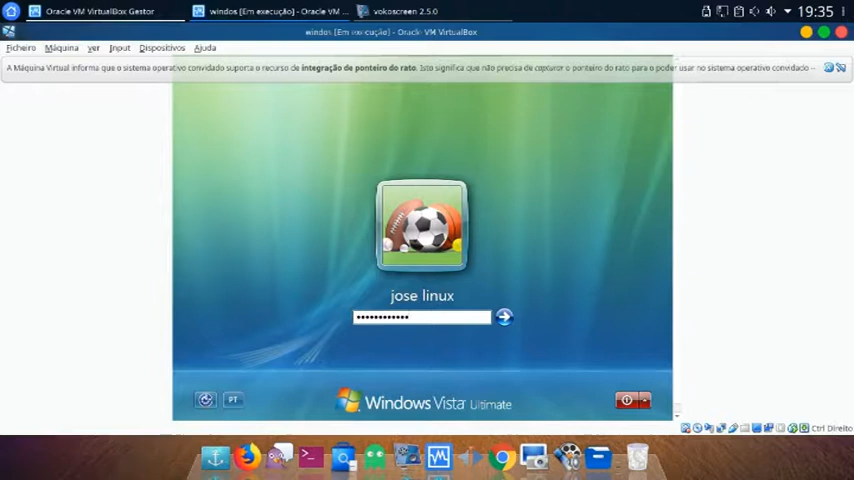 Oracle VM VirtualBox Gestor
windos [Em execução] - Oracle VM ...
vokoscreen 2.5.0
19:35
windos [Em execução] - Oracle VM VirtualBox
Ficheiro Máquina ver Input Dispositivos Ajuda
A Máquina Virtual informa que o sistema operativo convidado suporta o recurso de integração de ponteiro do rato. Isto significa que não precisa de capturar o ponteiro do rato para o poder usar no sistema operativo convidado —
jose linux
PT
Windows Vista Ultimate
Ctrl Direito